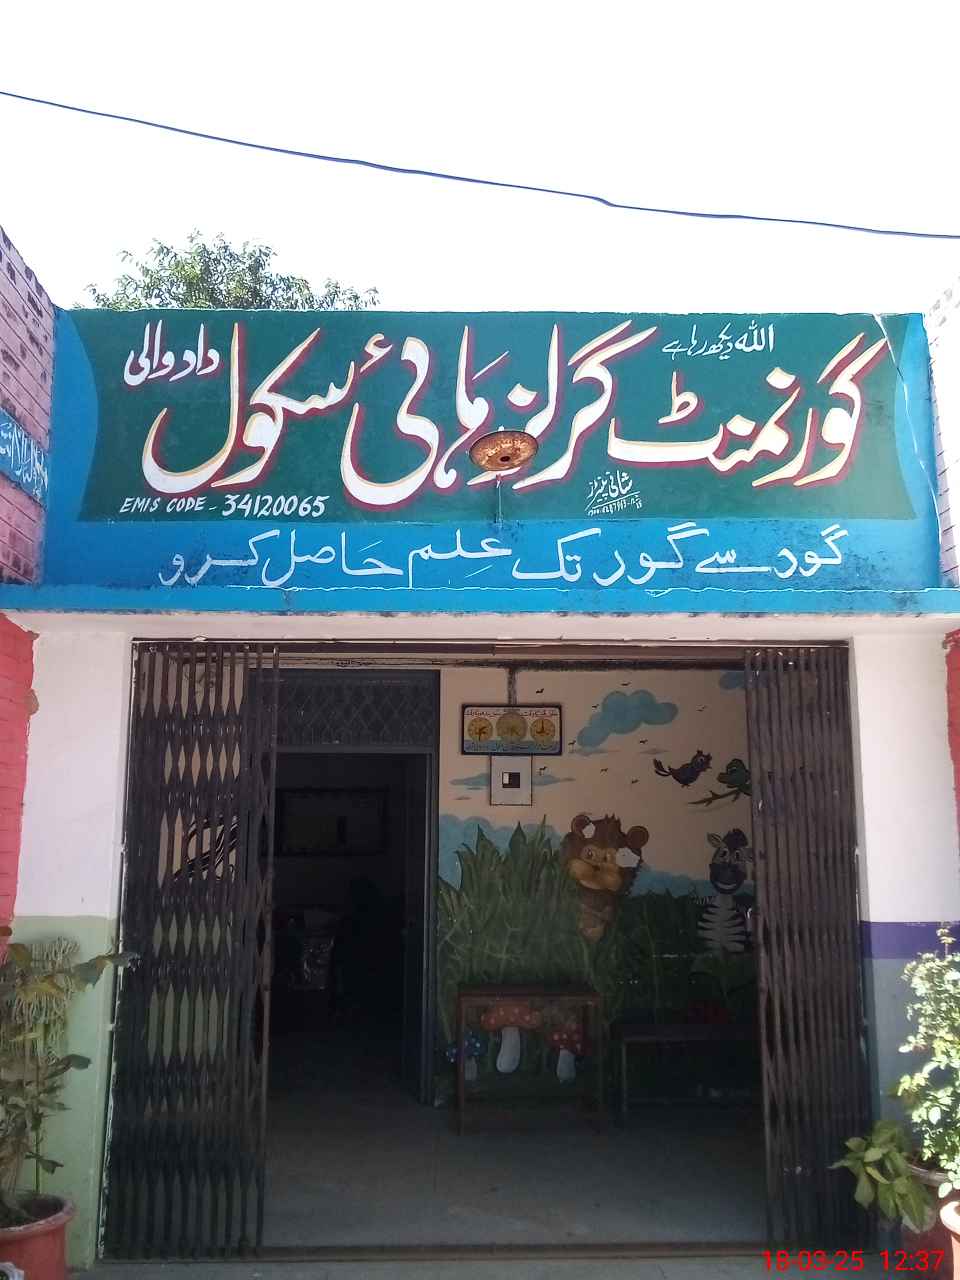 اللہ دیکھ رہا ہے
گورنمنٹ گرلز ہائی سکول دادوالی
EMIS CODE - 34120065
گود سے گور تک علم حاصل کرو
18-03-25 12:37